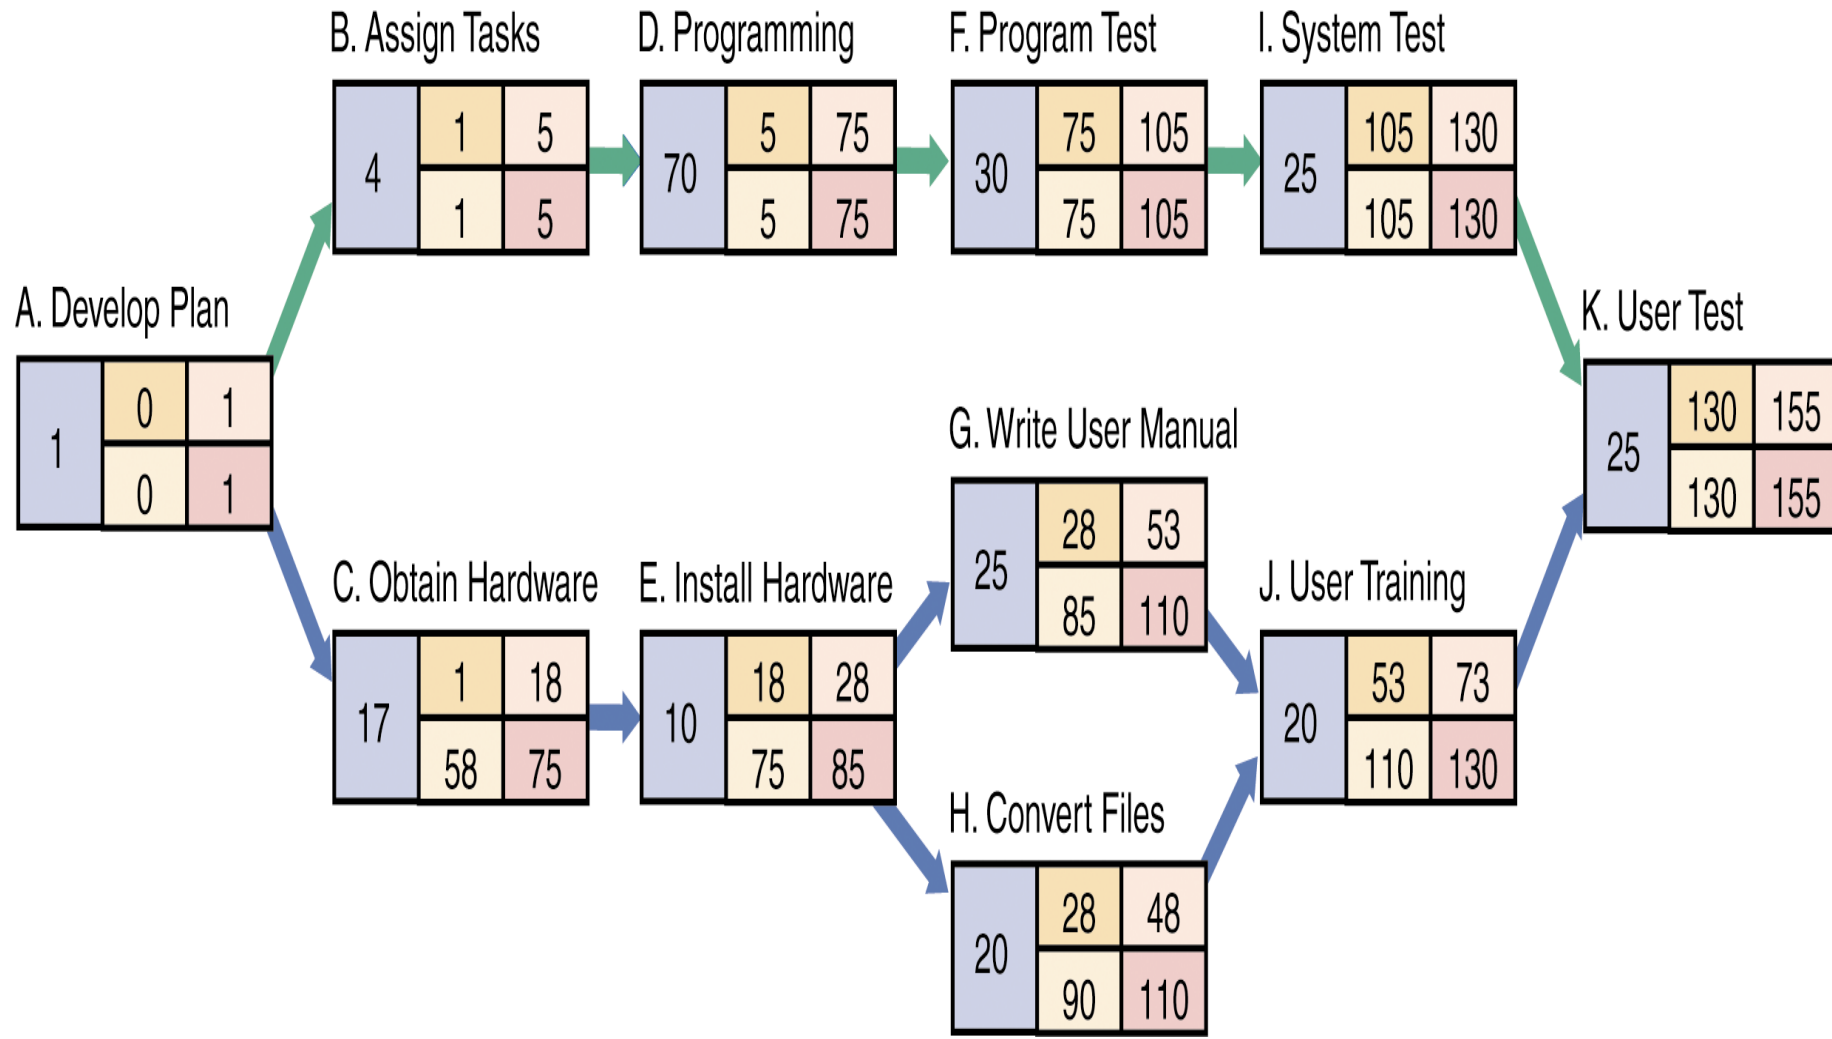 B. Assign Tasks
4 1 5
1 5
D. Programming
70 5 75
5 75
F. Program Test
30 75 105
75 105
I. System Test
25 105 130
105 130
A. Develop Plan
1 0 1
0 1
K. User Test
25 130 155
130 155
G. Write User Manual
25 28 53
85 110
C. Obtain Hardware
17 1 18
58 75
E. Install Hardware
10 18 28
75 85
J. User Training
20 53 73
110 130
H. Convert Files
20 28 48
90 110